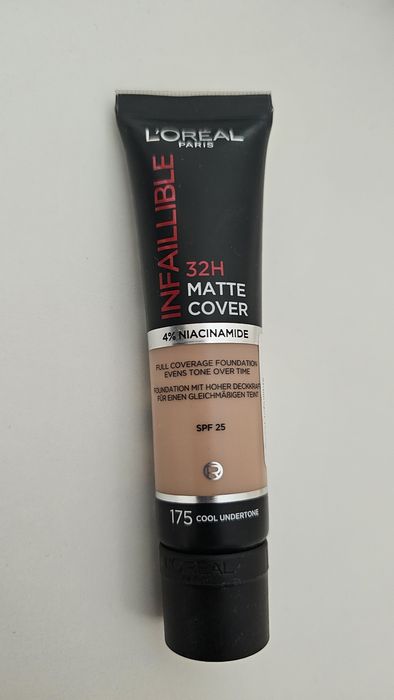 L'ORÉAL
PARIS
INFAILLIBLE
32H
MATTE
COVER
4% NIACINAMIDE
FULL COVERAGE FOUNDATION
EVENS TONE OVER TIME
FOUNDATION MIT HOHER DECKKRAFT
FÜR EINEN GLEICHMÄßIGEN TEINT
SPF 25
175 COOL UNDERTONE
L'ORÉAL